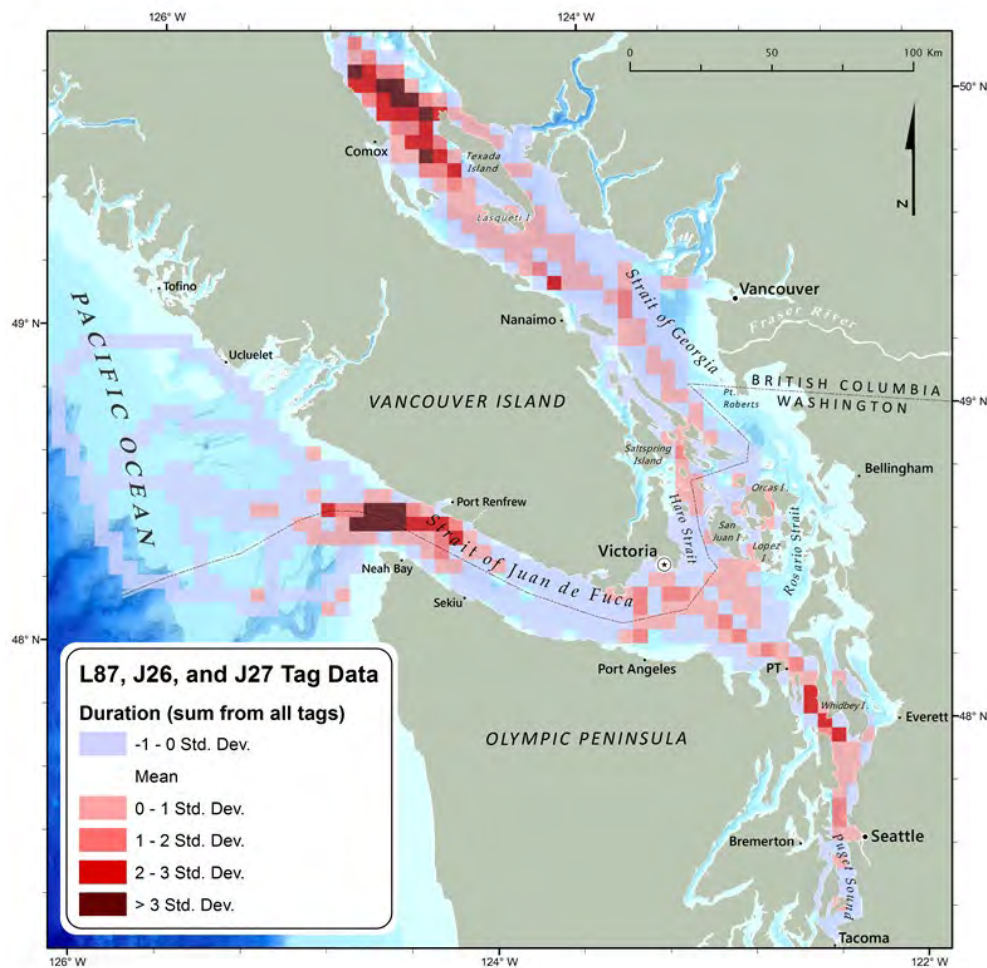 126° W
124° W
0
50
100 Km
50° N
50° N
N
Comox
Texada
Island
Lasqueti I
Tofino
Vancouver
Nanaimo
Strait of Georgia
Fraser River
49° N
Ucluelet
PACIFIC OCEAN
BRITISH COLUMBIA
WASHINGTON
Pt.
Roberts
49° N
VANCOUVER ISLAND
Saltspring
Island
Bellingham
Orcas I.
Port Renfrew
Haro Strait
San
Juan I.
Lopez
I.
Rosario Strait
Strait of Juan de Fuca
Victoria
Neah Bay
Sekiu
48° N
Port Angeles
PT
Whidbey I.
Everett
48° N
OLYMPIC PENINSULA
Bremerton
Seattle
Puget Sound
Tacoma
L87, J26, and J27 Tag Data
Duration (sum from all tags)
-1 - 0 Std. Dev.
Mean
0 - 1 Std. Dev.
1 - 2 Std. Dev.
2 - 3 Std. Dev.
> 3 Std. Dev.
126° W
124° W
122° W